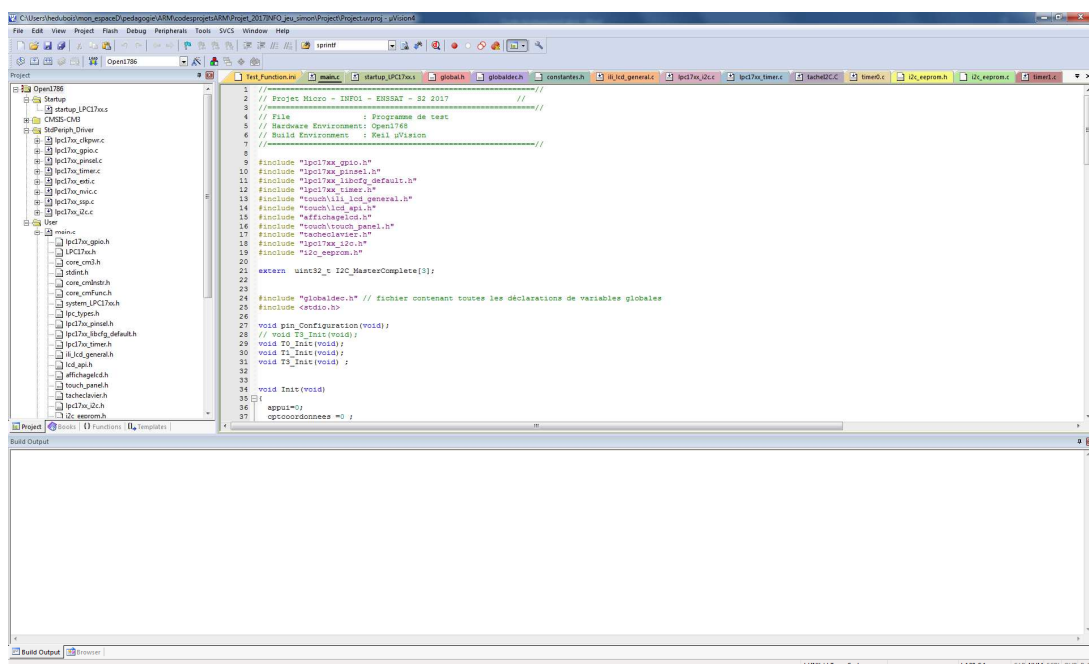 C:\Users\hedubois\mon_espaceD\pedagogie\ARM\codesprojetsARM\Projet_2017INFO_jeu_simon\Project\Project.uvproj - µVision4
File Edit View Project Flash Debug Peripherals Tools SVCS Window Help
sprintf
Open1786
Project
Test_Function.ini main.c startup_LPC17xx.s global.h globaldec.h constantes.h ili_lcd_general.c lpc17xx_i2c.c lpc17xx_timer.c tacheI2C.C timer0.c i2c_eeprom.h i2c_eeprom.c timer1.c
Open1786
Startup
startup_LPC17xx.s
CMSIS-CM3
StdPeriph_Driver
lpc17xx_clkpwr.c
lpc17xx_gpio.c
lpc17xx_pinsel.c
lpc17xx_timer.c
lpc17xx_exti.c
lpc17xx_nvic.c
lpc17xx_ssp.c
lpc17xx_i2c.c
User
main.c
lpc17xx_gpio.h
LPC17xx.h
core_cm3.h
stdint.h
core_cmInstr.h
core_cmFunc.h
system_LPC17xx.h
lpc_types.h
lpc17xx_pinsel.h
lpc17xx_libcfg_default.h
lpc17xx_timer.h
ili_lcd_general.h
lcd_api.h
affichagelcd.h
touch_panel.h
tacheclavier.h
lpc17xx_i2c.h
i2c_eeprom.h
Project Books Functions Templates
1 //===========================================================//
2 // Projet Micro - INFO1 - ENSSAT - S2 2017 //
3 //===========================================================//
4 // File : Programme de test
5 // Hardware Environment: Open1768
6 // Build Environment : Keil µVision
7 //===========================================================//
8
9 #include "lpc17xx_gpio.h"
10 #include "lpc17xx_pinsel.h"
11 #include "lpc17xx_libcfg_default.h"
12 #include "lpc17xx_timer.h"
13 #include "touch\ili_lcd_general.h"
14 #include "touch\lcd_api.h"
15 #include "affichagelcd.h"
16 #include "touch\touch_panel.h"
17 #include "tacheclavier.h"
18 #include "lpc17xx_i2c.h"
19 #include "i2c_eeprom.h"
20
21 extern uint32_t I2C_MasterComplete[3];
22
23
24 #include "globaldec.h" // fichier contenant toutes les déclarations de variables globales
25 #include <stdio.h>
26
27 void pin_Configuration(void);
28 // void T3_Init(void);
29 void T0_Init(void);
30 void T1_Init(void);
31 void T3_Init(void) ;
32
33
34 void Init(void)
35 {
36 appui=0;
37 cptcoordonnees =0 ;
Build Output
Build Output Browser